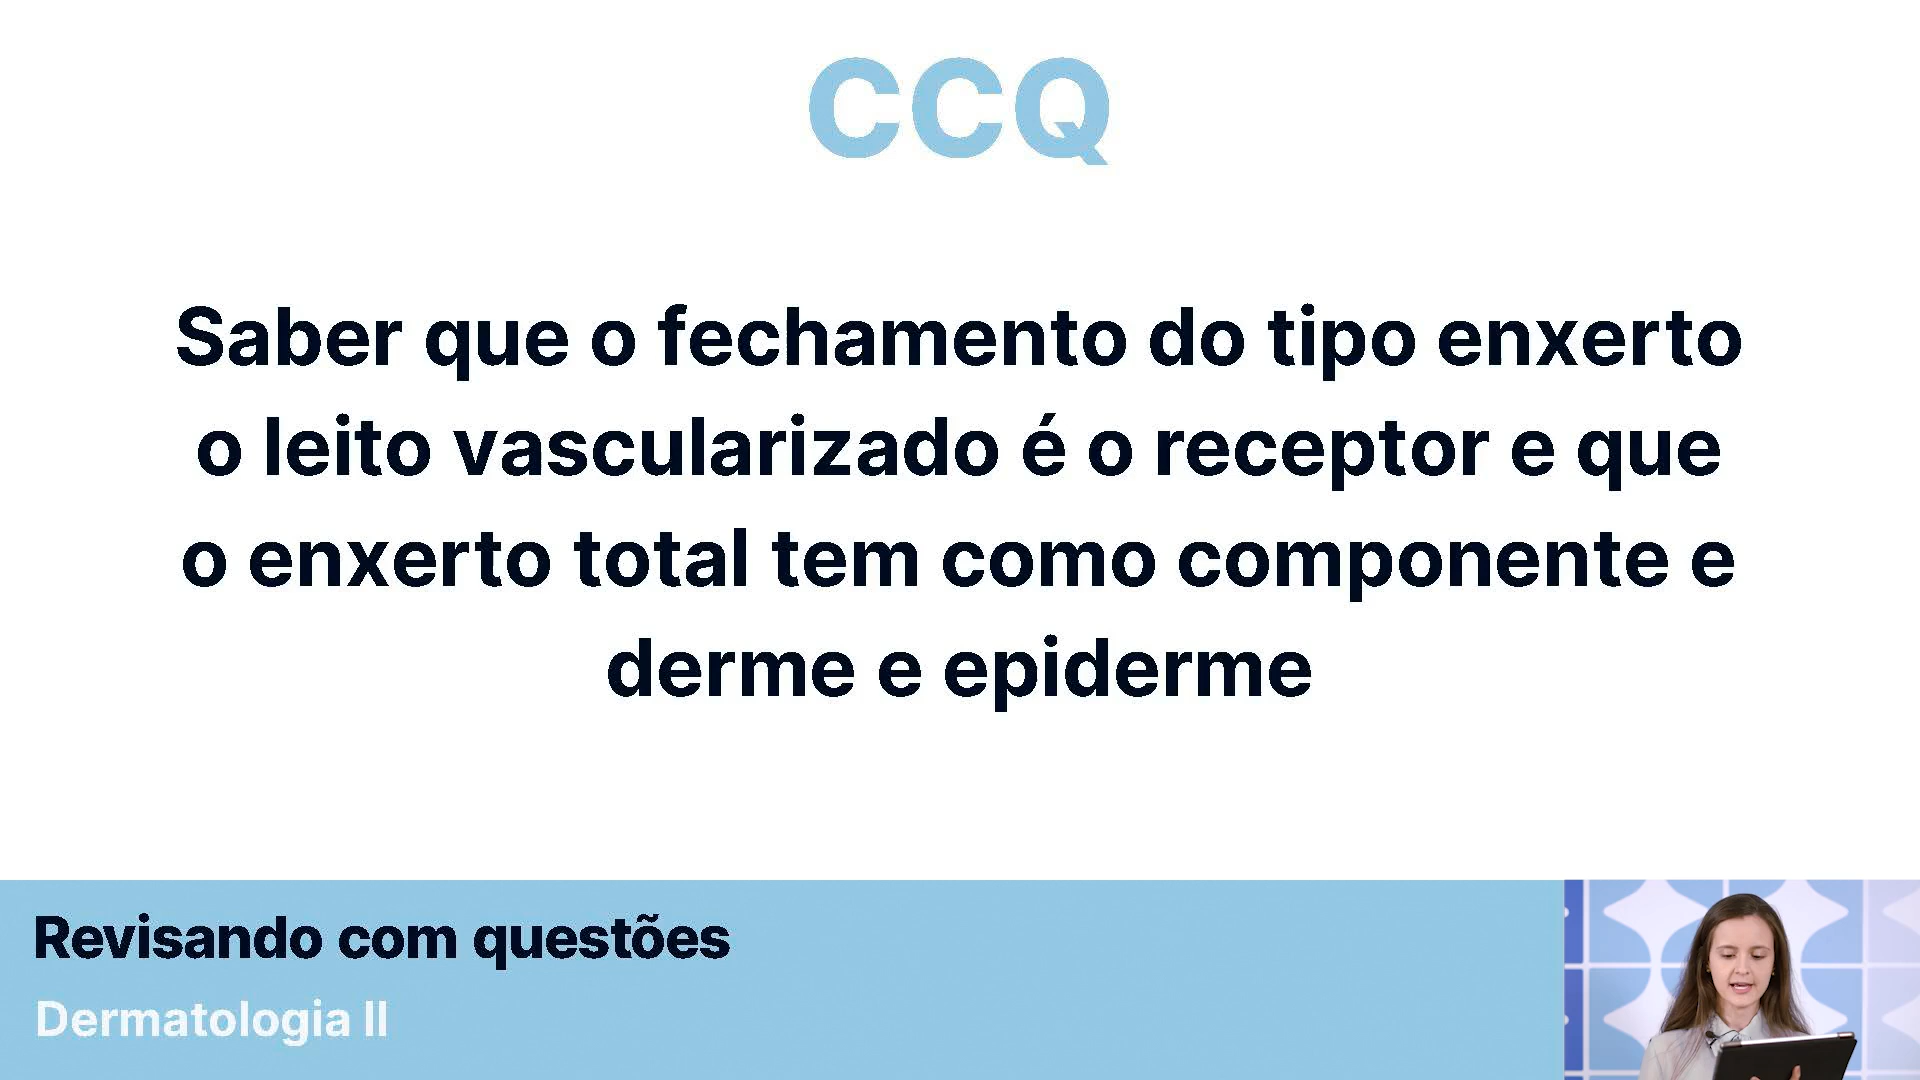 CCQ
Saber que o fechamento do tipo enxerto
o leito vascularizado é o receptor e que
o enxerto total tem como componente e
derme e epiderme
Revisando com questões
Dermatologia II